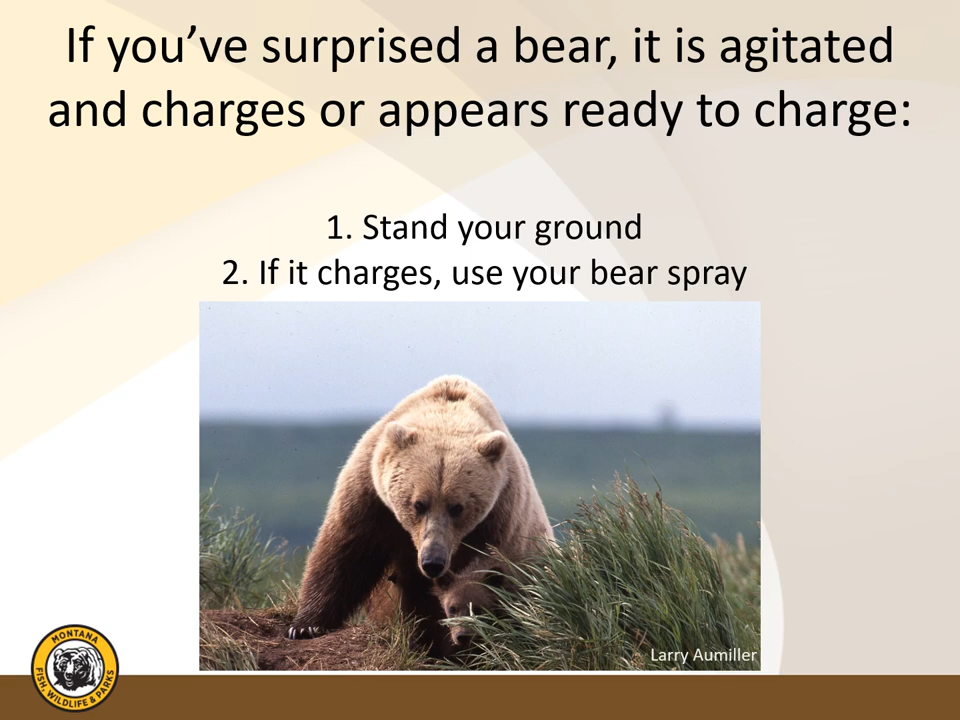 If you’ve surprised a bear, it is agitated
and charges or appears ready to charge:
1. Stand your ground
2. If it charges, use your bear spray
Larry Aumiller
MONTANA
FISH, WILDLIFE & PARKS